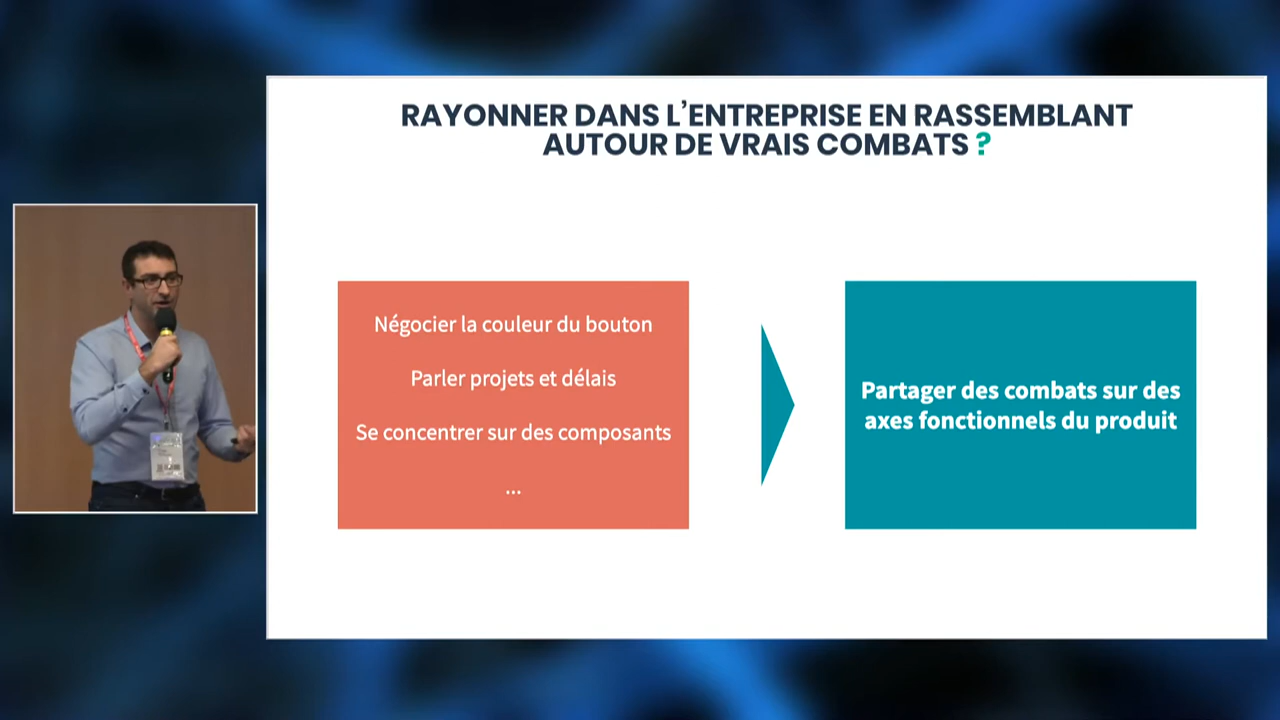 RAYONNER DANS L’ENTREPRISE EN RASSEMBLANT
AUTOUR DE VRAIS COMBATS ?
Négocier la couleur du bouton
Parler projets et délais
Se concentrer sur des composants
...
Partager des combats sur des
axes fonctionnels du produit